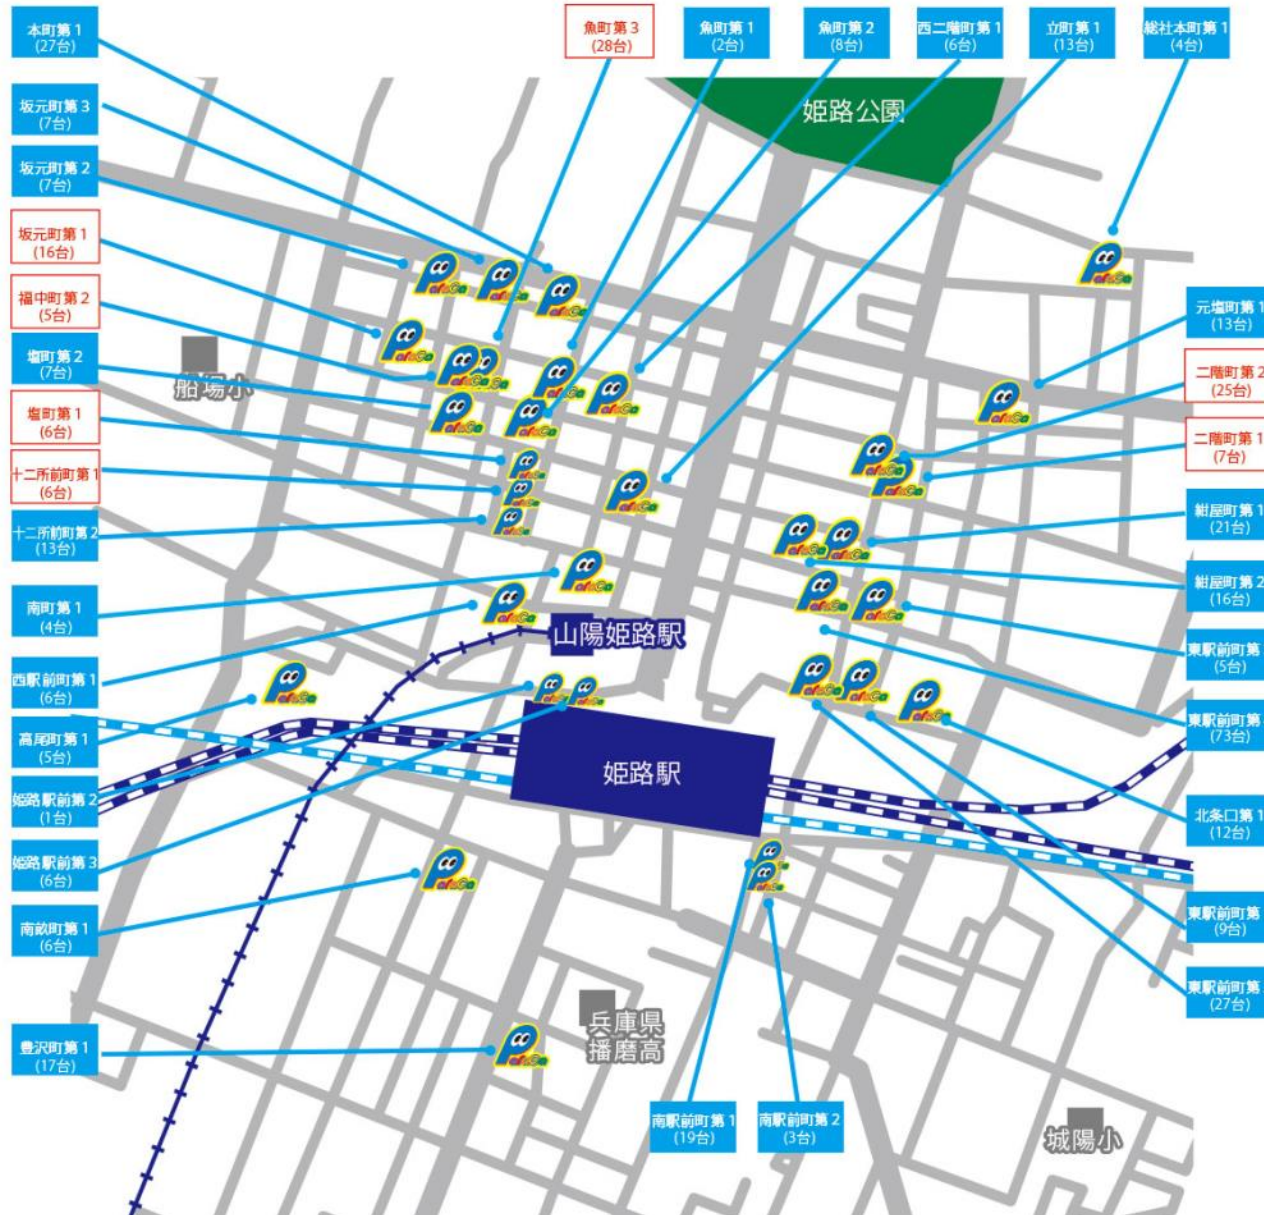 本町第1
(27台)
魚町第3
(28台)
魚町第1
(2台)
魚町第2
(8台)
西二階町第1
(6台)
立町第1
(13台)
総社本町第1
(4台)
坂元町第3
(7台)
坂元町第2
(7台)
坂元町第1
(16台)
福中町第2
(5台)
塩町第2
(7台)
塩町第1
(6台)
十二所前町第1
(6台)
十二所前町第2
(13台)
南町第1
(4台)
西駅前町第1
(6台)
高尾町第1
(5台)
姫路駅前第2
(1台)
姫路駅前第3
(6台)
南畝町第1
(6台)
豊沢町第1
(17台)
姫路公園
船場小
山陽姫路駅
姫路駅
兵庫県
播磨高
城陽小
元塩町第1
(13台)
二階町第2
(25台)
二階町第1
(7台)
紺屋町第1
(21台)
紺屋町第2
(16台)
東駅前町第
(5台)
東駅前町第
(73台)
北条口第1
(12台)
東駅前町第
(9台)
東駅前町第
(27台)
南駅前町第1
(19台)
南駅前町第2
(3台)